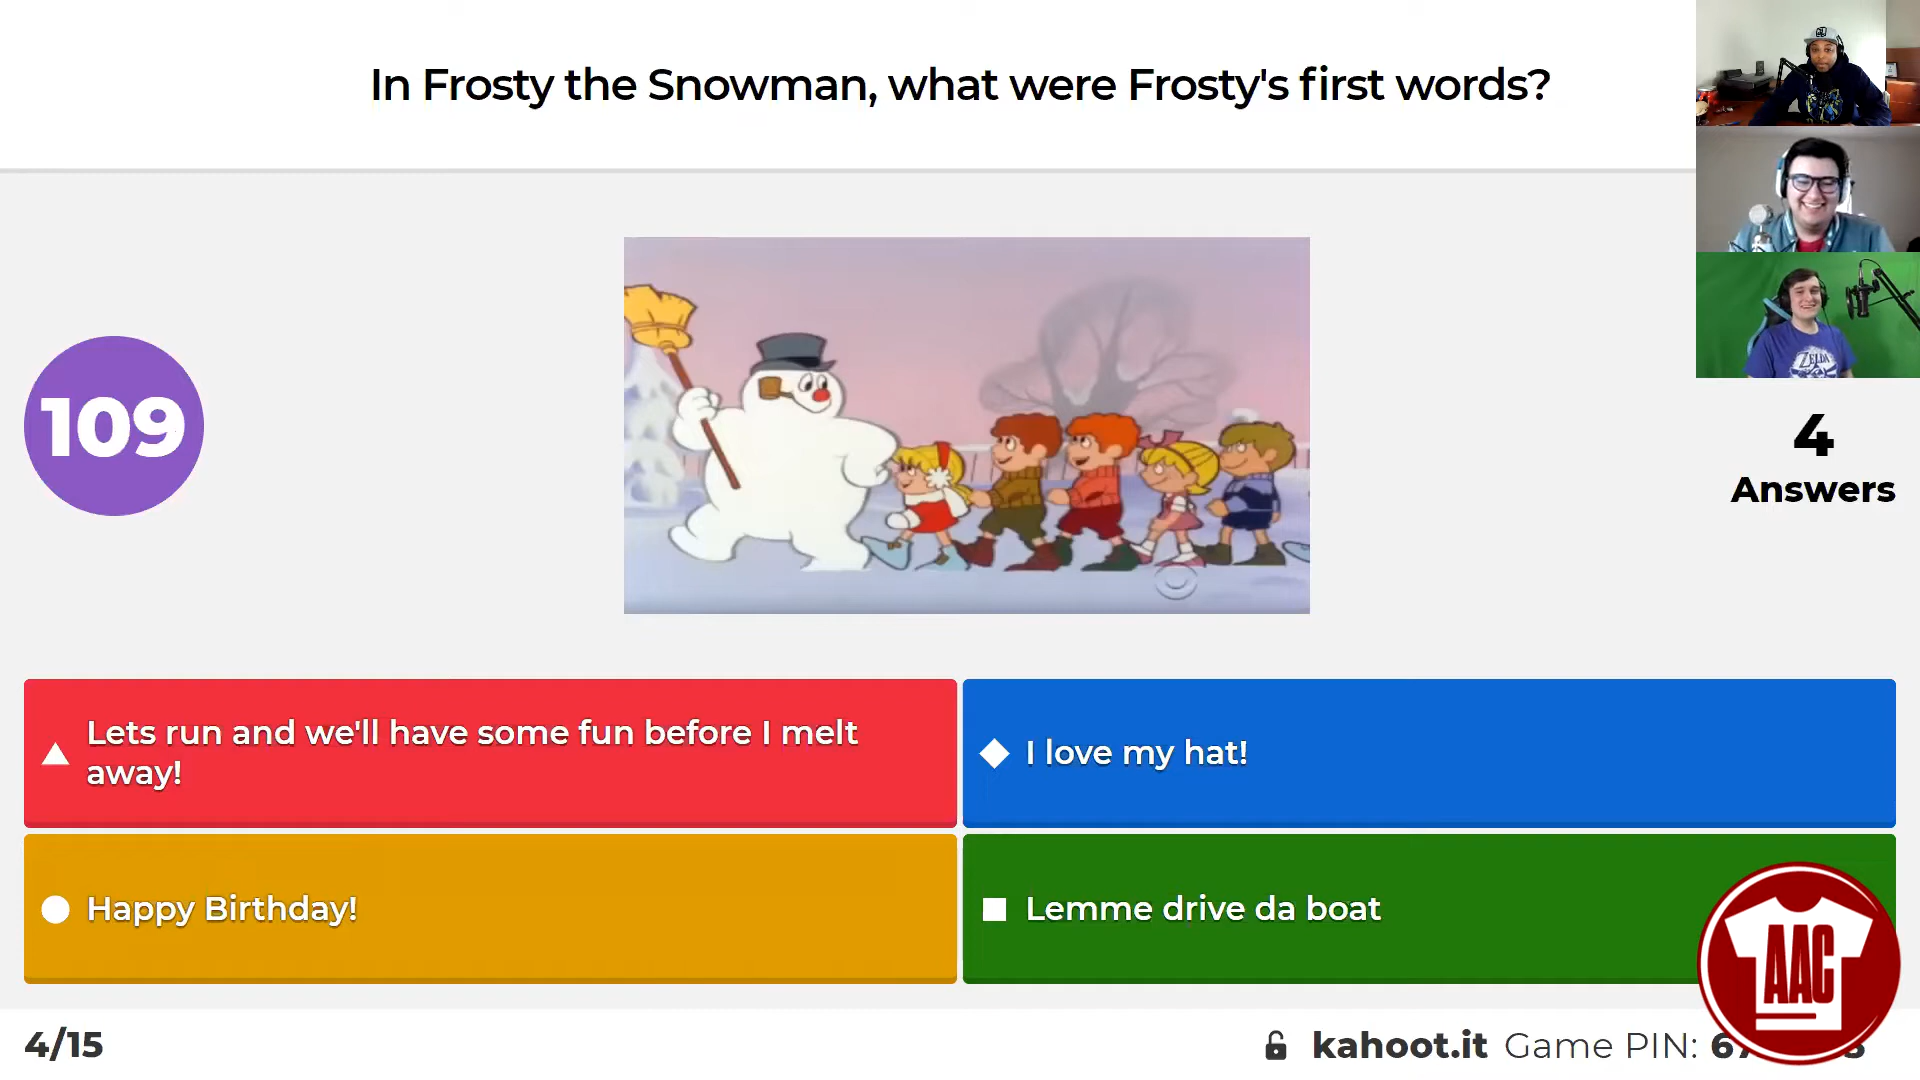 In Frosty the Snowman, what were Frosty's first words?
109
ZELDA
4
Answers
Lets run and we'll have some fun before I melt
away!
I love my hat!
Happy Birthday!
Lemme drive da boat
AAC
4/15
kahoot.it Game PIN: